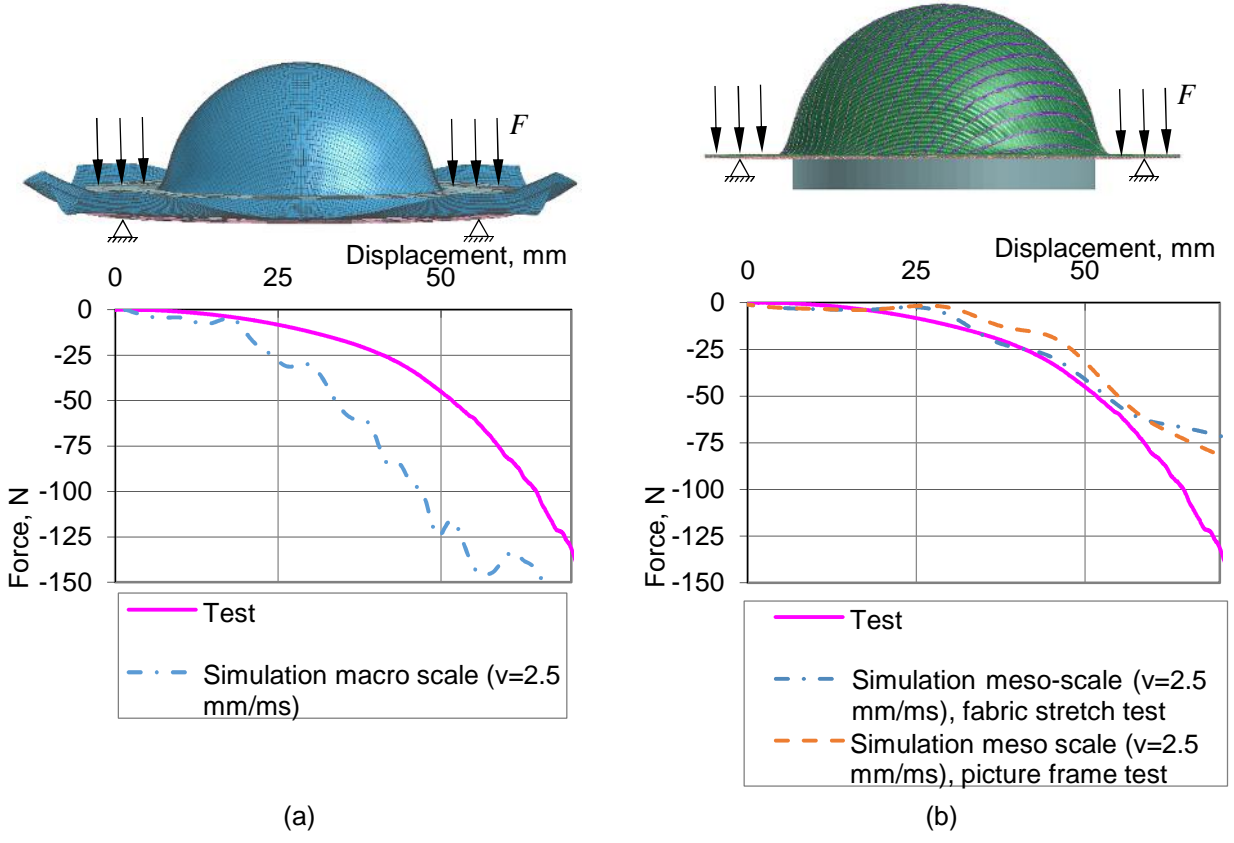 F
Displacement, mm
0 25 50
0
-25
-50
-75
-100
-125
-150
Force, N
Test
Simulation macro scale (v=2.5
mm/ms)
(a)
F
Displacement, mm
0 25 50
0
-25
-50
-75
-100
-125
-150
Force, N
Test
Simulation meso-scale (v=2.5
mm/ms), fabric stretch test
Simulation meso scale (v=2.5
mm/ms), picture frame test
(b)